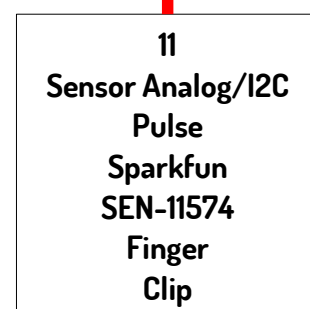 11
Sensor Analog/I2C
Pulse
Sparkfun
SEN-11574
Finger
Clip